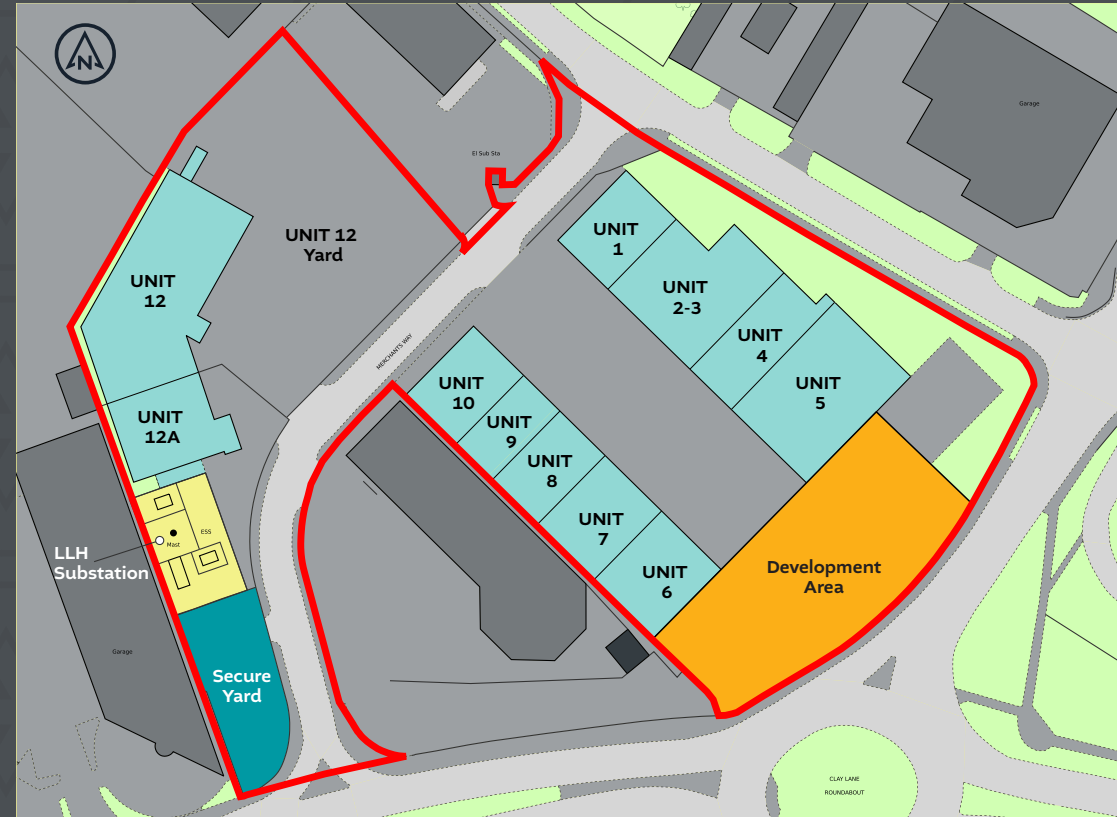 N
Garage
El Sub Sta
UNIT 12
Yard
UNIT
1
UNIT
12
UNIT
2-3
UNIT
4
MERCHANTS WAY
UNIT
5
UNIT
10
UNIT
12A
UNIT
9
UNIT
8
UNIT
7
ESS
Mast
LLH
Substation
UNIT
6
Development
Area
Garage
Secure
Yard
CLAY LANE
ROUNDABOUT